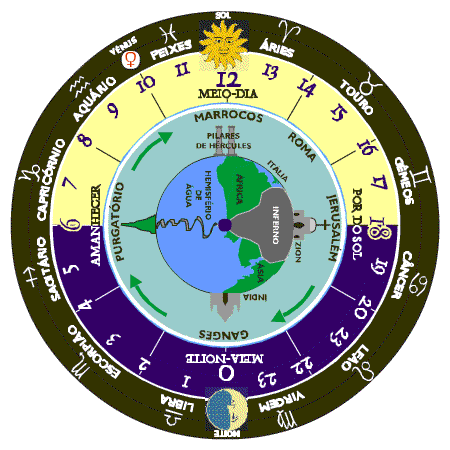 SOL
ÁRIES
TOURO
GÊMEOS
CÂNCER
LEÃO
VIRGEM
NOITE
LIBRA
ESCORPIÃO
SAGITÁRIO
CAPRICÓRNIO
AQUÁRIO
VÊNUS
PEIXES
12
13
14
15
16
17
18
19
20
23
22
23
0
1
2
3
4
5
6
7
8
9
10
11
MEIO-DIA
POR DO SOL
MEIA-NOITE
AMANHECER
MARROCOS
ROMA
JERUSALÉM
GANGES
PURGATÓRIO
PILARES
DE HÉRCULES
ITÁLIA
ÁFRICA
HEMISFÉRIO
DE
ÁGUA
INFERNO
ZION
ÁSIA
ÍNDIA